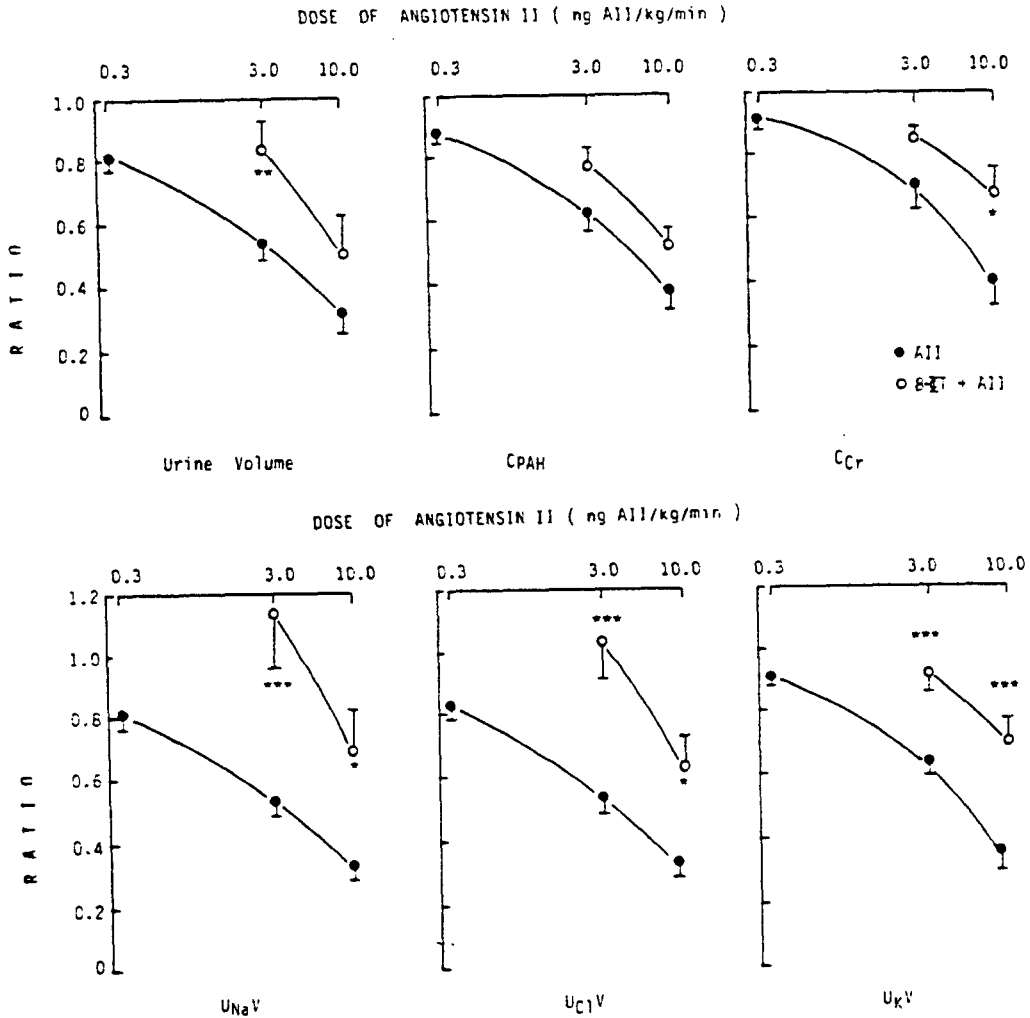 DOSE OF ANGIOTENSIN II ( ng AII/kg/min )
0.3 3.0 10.0 0.3 3.0 10.0 0.3 3.0 10.0
1.0
0.8
0.6
0.4
0.2
0
RATIO
**
*
● AII
○ + AII
Urine Volume CPAH CCr
DOSE OF ANGIOTENSIN II ( ng AII/kg/min )
0.3 3.0 10.0 0.3 3.0 10.0 0.3 3.0 10.0
1.2
1.0
0.8
0.6
0.4
0.2
0
RATIO
*** *** ***
* * ***
UNaV UClV UKV